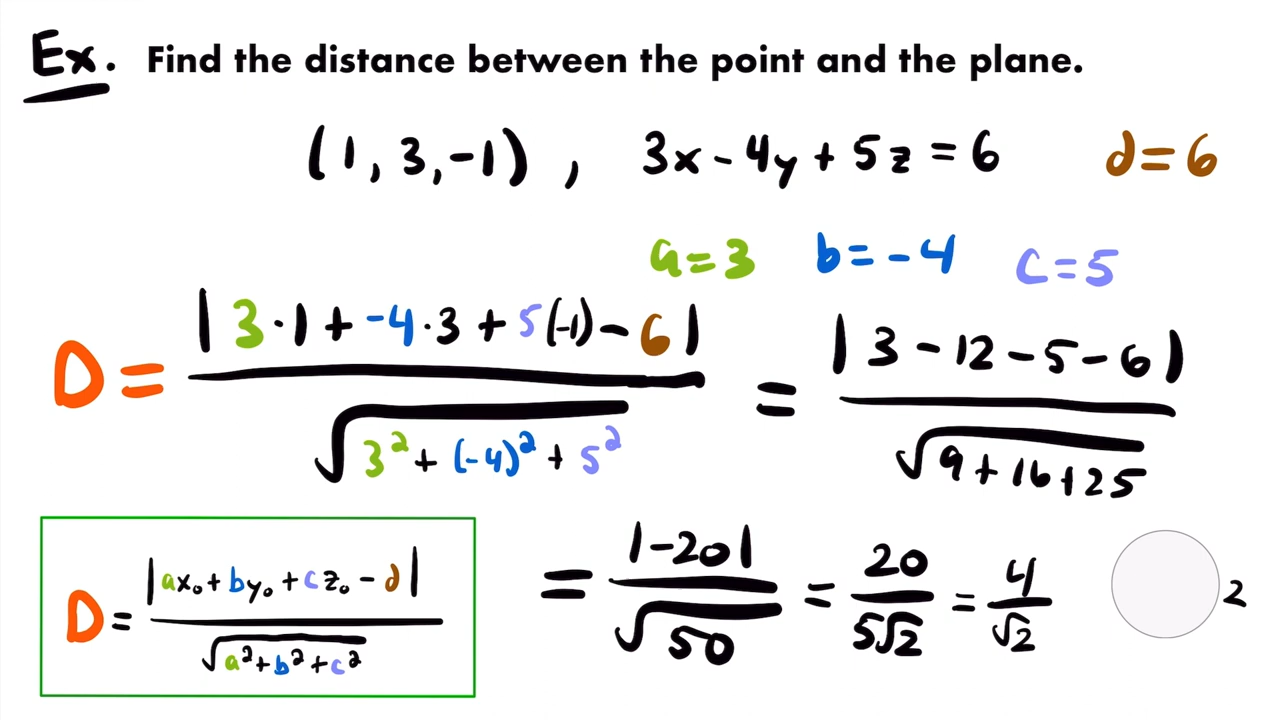 Ex. Find the distance between the point and the plane.
(1, 3, -1) , 3x - 4y + 5z = 6 d = 6
a = 3 b = -4 c = 5
D = |3·1 + -4·3 + 5(-1) - 6| / √(3² + (-4)² + 5²) = |3 - 12 - 5 - 6| / √(9 + 16 + 25)
= |-20| / √50 = 20 / 5√2 = 4 / √2 2
D = |ax₀ + by₀ + cz₀ - d| / √(a² + b² + c²)